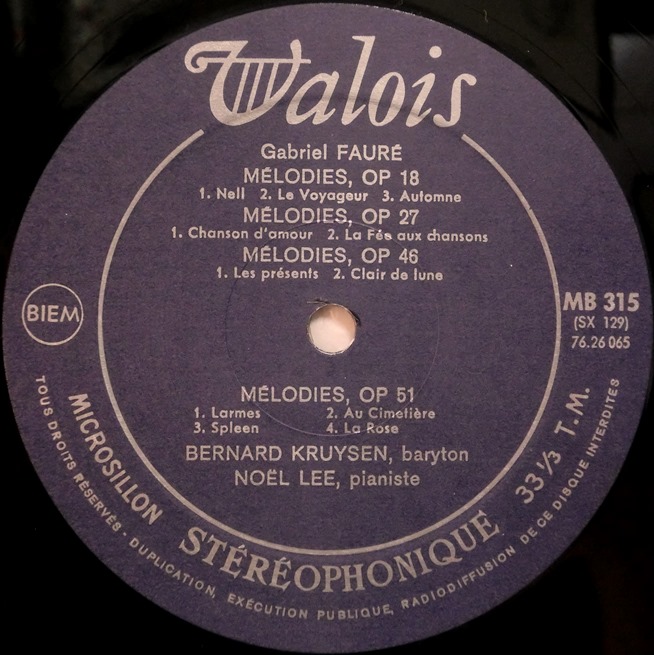 Valois
Gabriel FAURÉ
MÉLODIES, OP 18
1. Nell 2. Le Voyageur 3. Automne
MÉLODIES, OP 27
1. Chanson d'amour 2. La Fée aux chansons
MÉLODIES, OP 46
1. Les présents 2. Clair de lune
BIEM
MB 315
(SX 129)
76.26 065
MÉLODIES, OP 51
1. Larmes 2. Au Cimetière
3. Spleen 4. La Rose
BERNARD KRUYSEN, baryton
NOËL LEE, pianiste
MICROSILLON STÉRÉOPHONIQUE 33 1/3 T.M.
TOUS DROITS RÉSERVÉS - DUPLICATION, EXÉCUTION PUBLIQUE, RADIODIFFUSION DE CE DISQUE INTERDITES